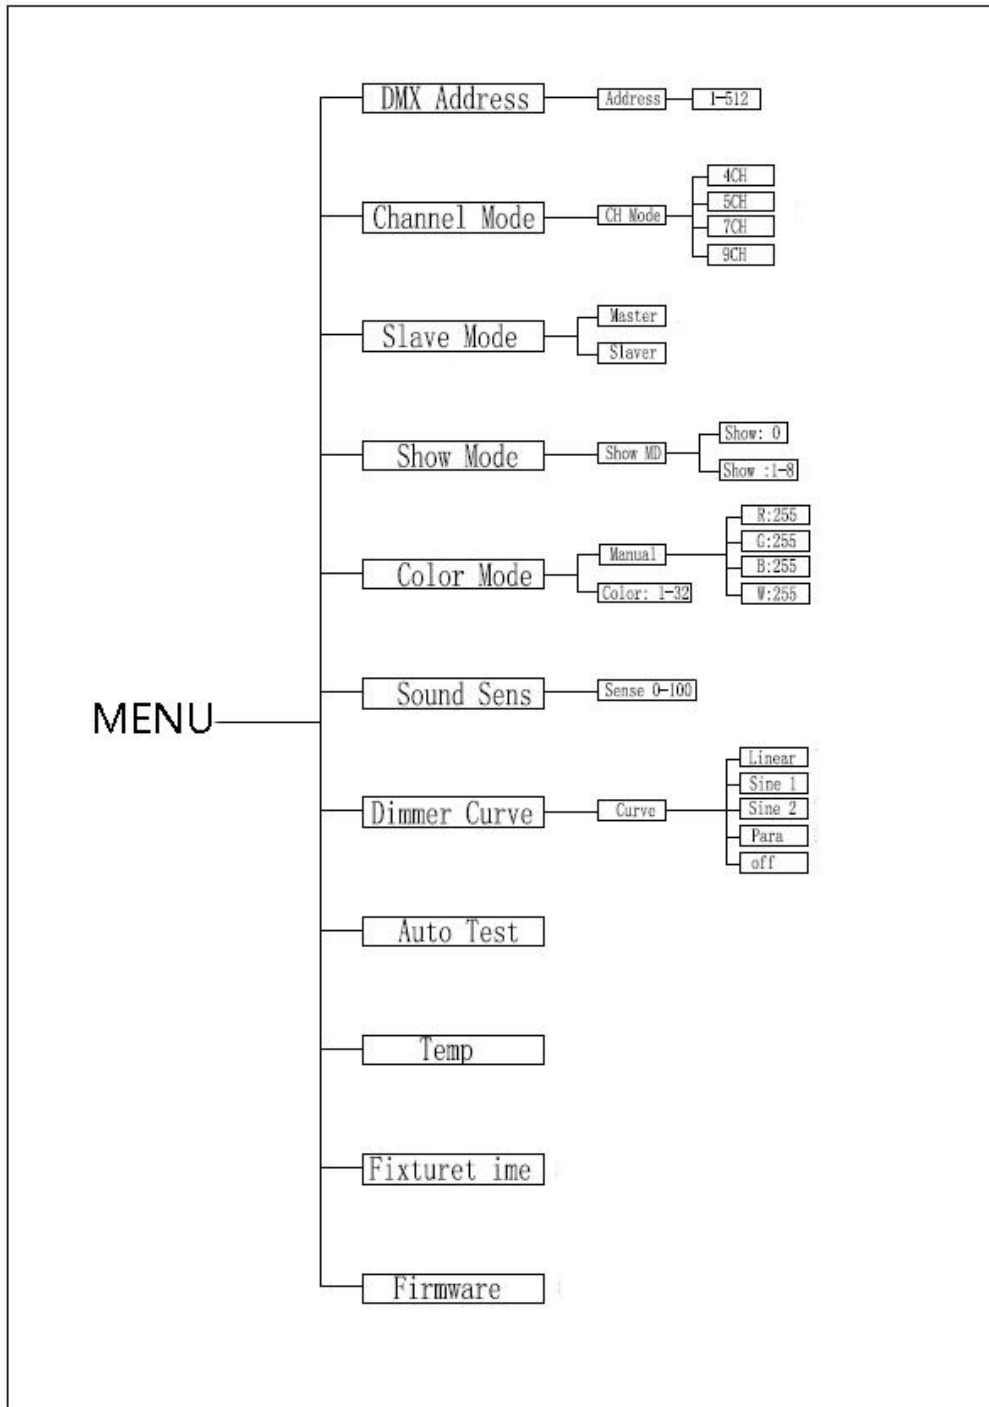 DMX Address Address 1-512
Channel Mode CH Mode 4CH
5CH
7CH
9CH
Slave Mode Master
Slaver
Show Mode Show MD Show: 0
Show :1-8
Color Mode Manual R:255
G:255
B:255
W:255
Color: 1-32
MENU
Sound Sens Sense 0-100
Dimmer Curve Curve Linear
Sine 1
Sine 2
Para
off
Auto Test
Temp
Fixturet ime
Firmware